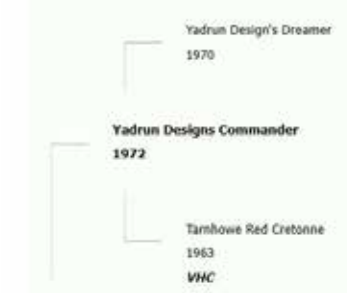 Yadrun Design's Dreamer
1970
Yadrun Designs Commander
1972
Tarnhowe Red Cretonne
1963
VHC